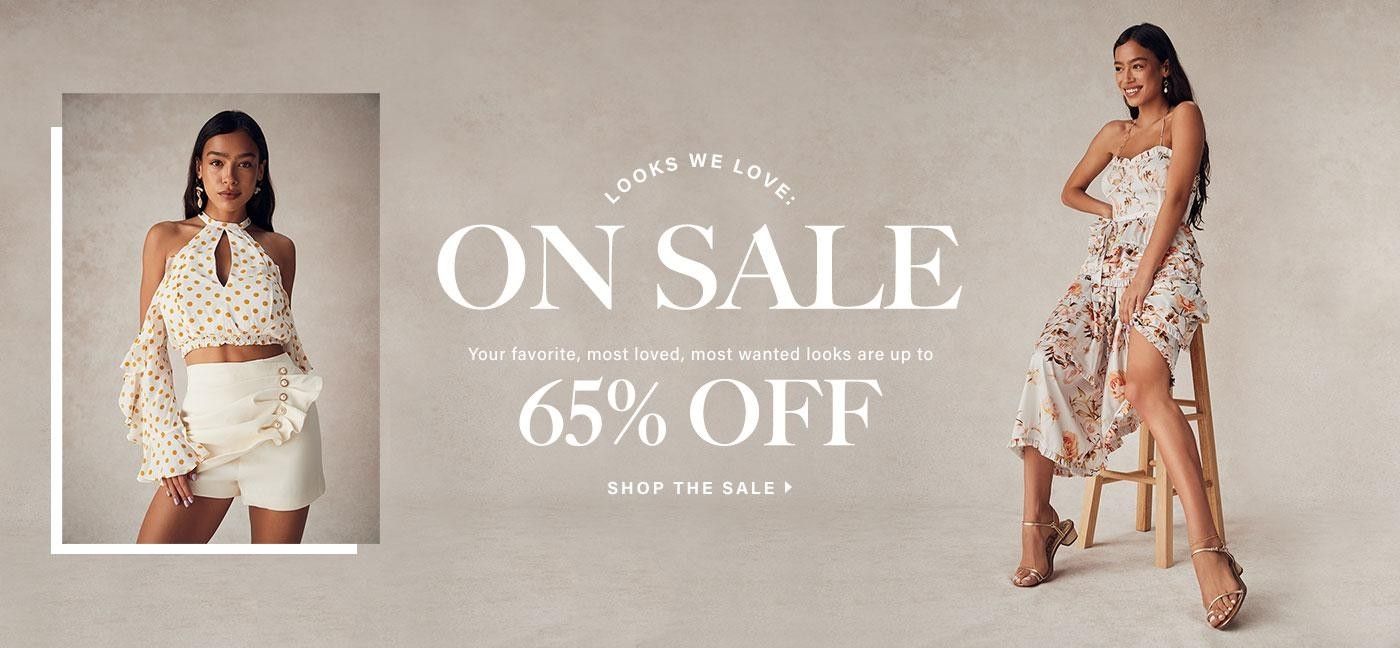 LOOKS WE LOVE:
ON SALE
Your favorite, most loved, most wanted looks are up to
65% OFF
SHOP THE SALE